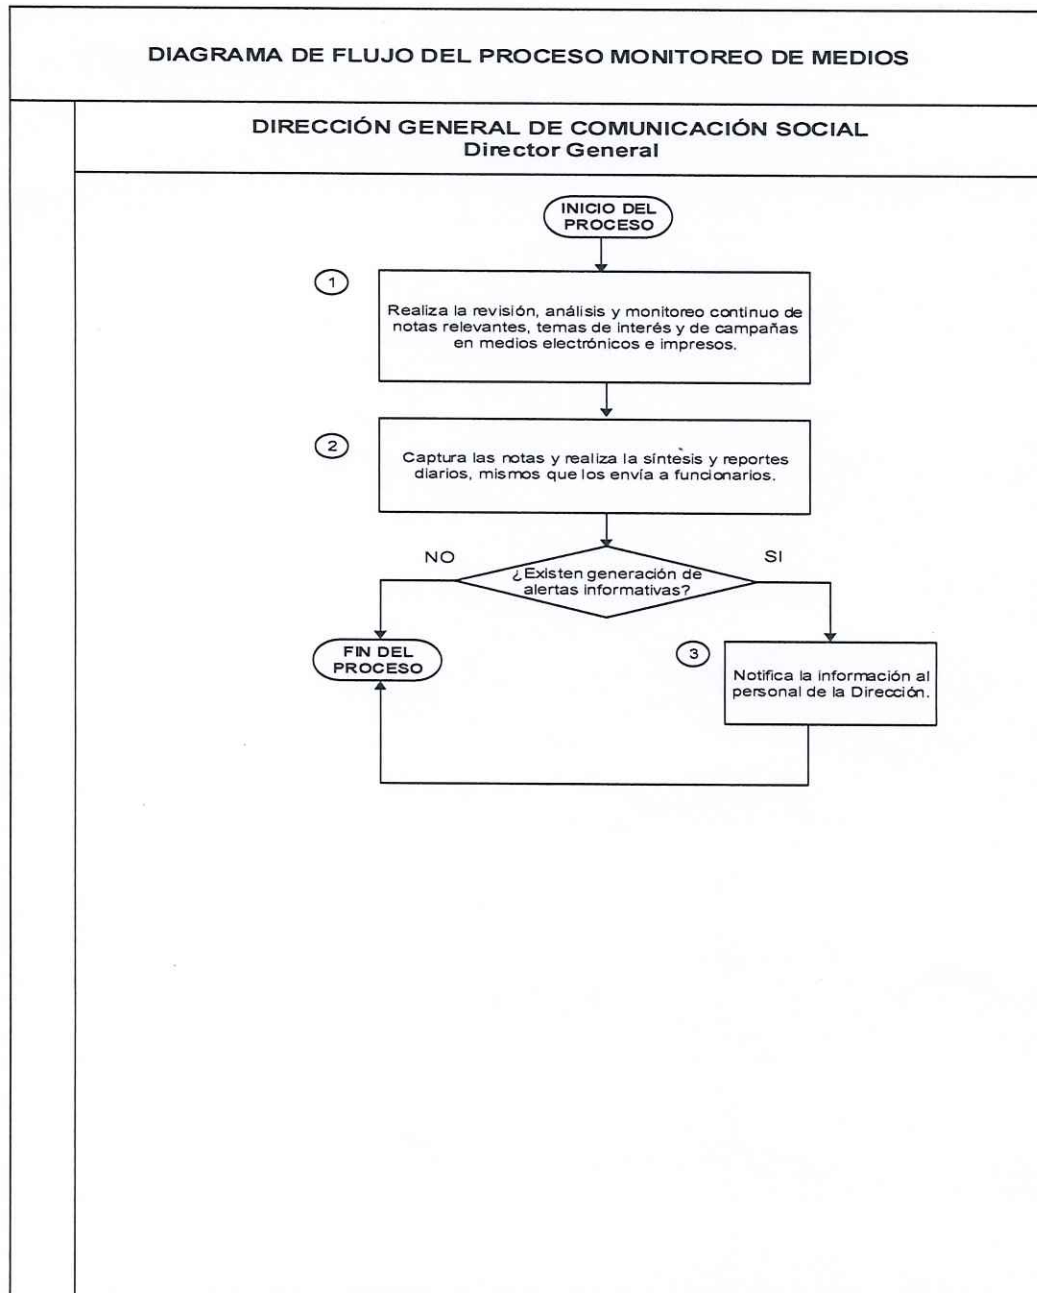 DIAGRAMA DE FLUJO DEL PROCESO MONITOREO DE MEDIOS
DIRECCIÓN GENERAL DE COMUNICACIÓN SOCIAL
Director General
INICIO DEL
PROCESO
1
Realiza la revisión, análisis y monitoreo continuo de
notas relevantes, temas de interés y de campañas
en medios electrónicos e impresos.
2
Captura las notas y realiza la síntesis y reportes
diarios, mismos que los envía a funcionarios.
NO
SI
¿Existen generación de
alertas informativas?
FIN DEL
PROCESO
3
Notifica la información al
personal de la Dirección.